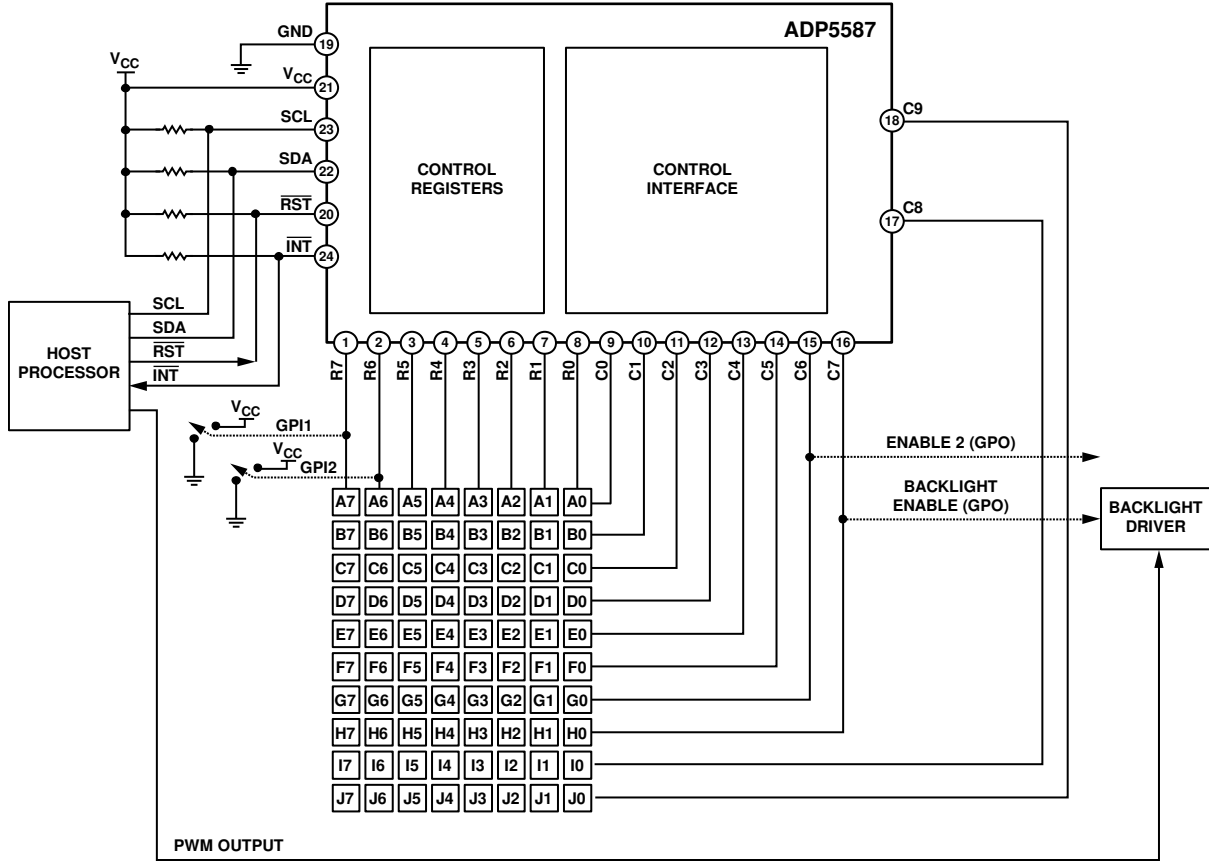 ADP5587
GND
19
VCC
VCC
21
SCL
23
SDA
22
RST
20
INT
24
CONTROL
REGISTERS
CONTROL
INTERFACE
18
C9
17
C8
HOST
PROCESSOR
SCL
SDA
RST
INT
1 2 3 4 5 6 7 8 9 10 11 12 13 14 15 16
R7 R6 R5 R4 R3 R2 R1 R0 C0 C1 C2 C3 C4 C5 C6 C7
VCC
GPI1
VCC
GPI2
ENABLE 2 (GPO)
BACKLIGHT
ENABLE (GPO)
BACKLIGHT
DRIVER
A7 A6 A5 A4 A3 A2 A1 A0
B7 B6 B5 B4 B3 B2 B1 B0
C7 C6 C5 C4 C3 C2 C1 C0
D7 D6 D5 D4 D3 D2 D1 D0
E7 E6 E5 E4 E3 E2 E1 E0
F7 F6 F5 F4 F3 F2 F1 F0
G7 G6 G5 G4 G3 G2 G1 G0
H7 H6 H5 H4 H3 H2 H1 H0
I7 I6 I5 I4 I3 I2 I1 I0
J7 J6 J5 J4 J3 J2 J1 J0
PWM OUTPUT